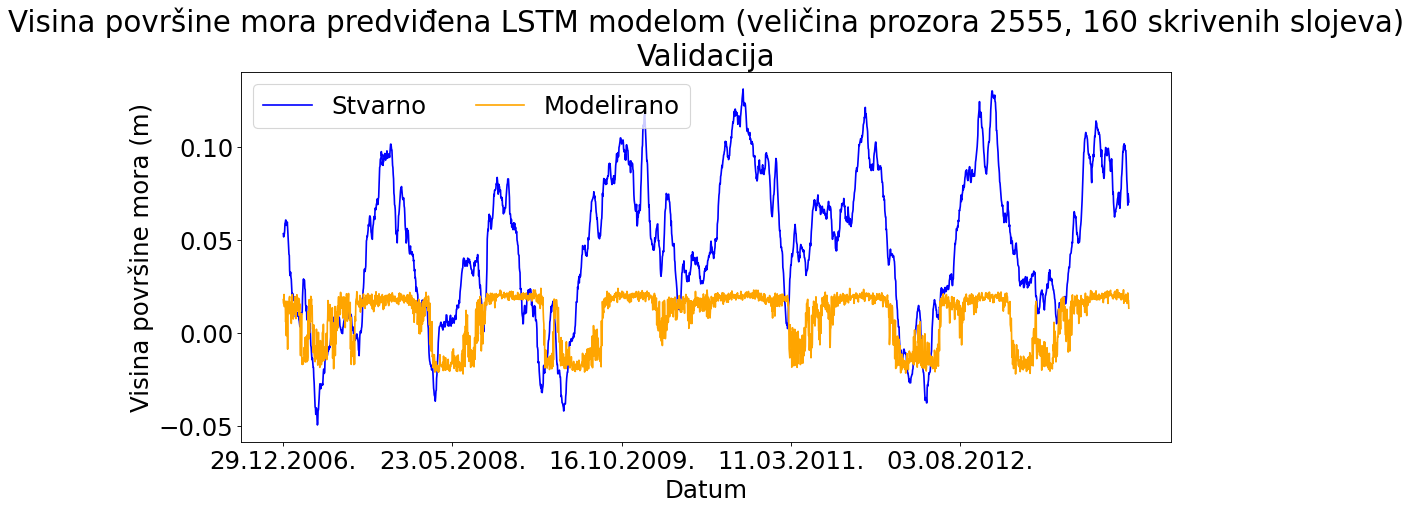 Visina površine mora predviđena LSTM modelom (veličina prozora 2555, 160 skrivenih slojeva)
Validacija
Stvarno Modelirano
Visina površine mora (m)
0.10
0.05
0.00
−0.05
29.12.2006. 23.05.2008. 16.10.2009. 11.03.2011. 03.08.2012.
Datum